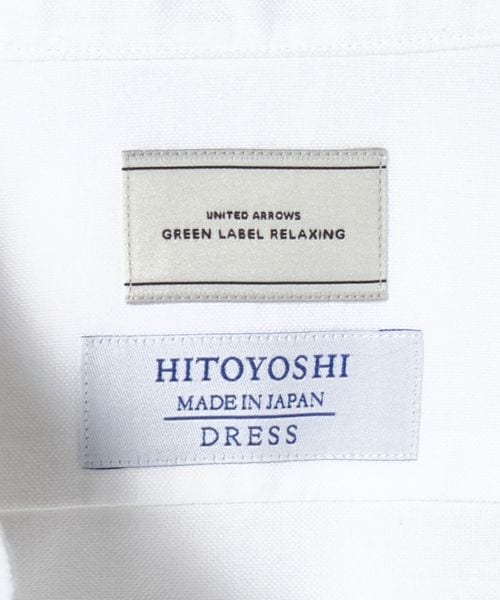 UNITED ARROWS
GREEN LABEL RELAXING
HITOYOSHI
MADE IN JAPAN
DRESS